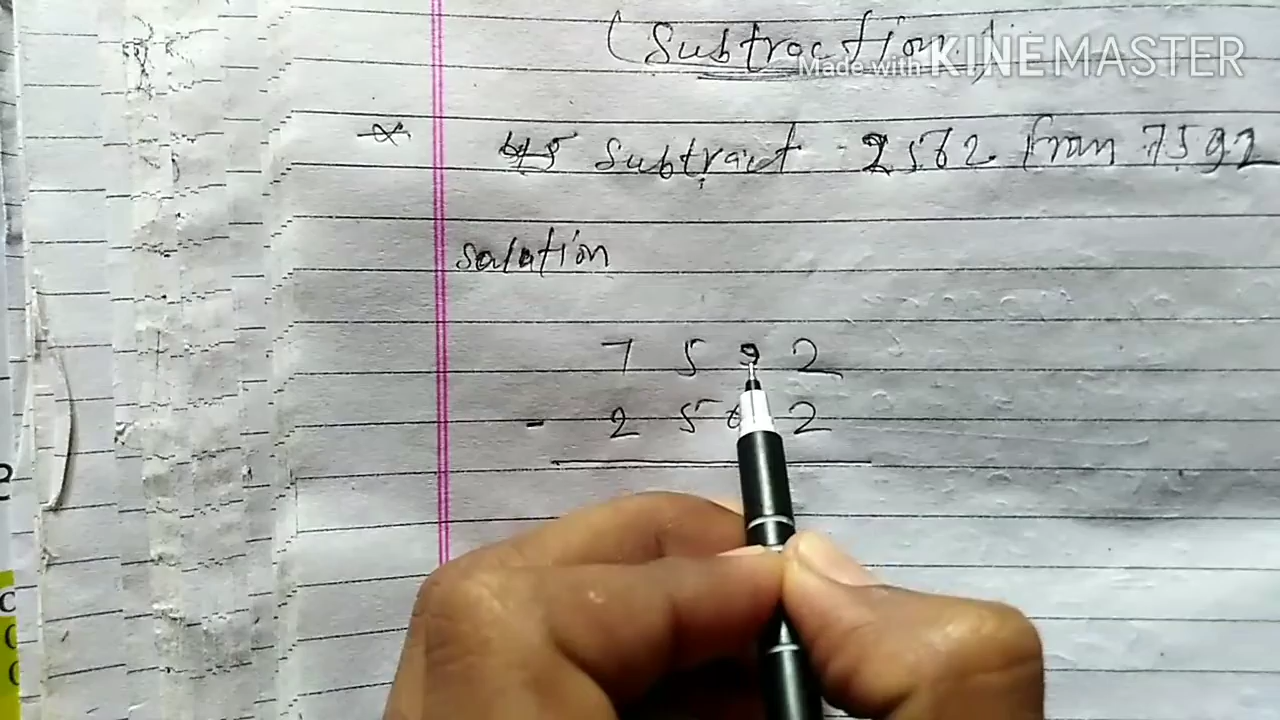 (Subtraction)
Made with KINEMASTER
Subtract 2562 from 7592
Solution
7 5 9 2
- 2 5 6 2